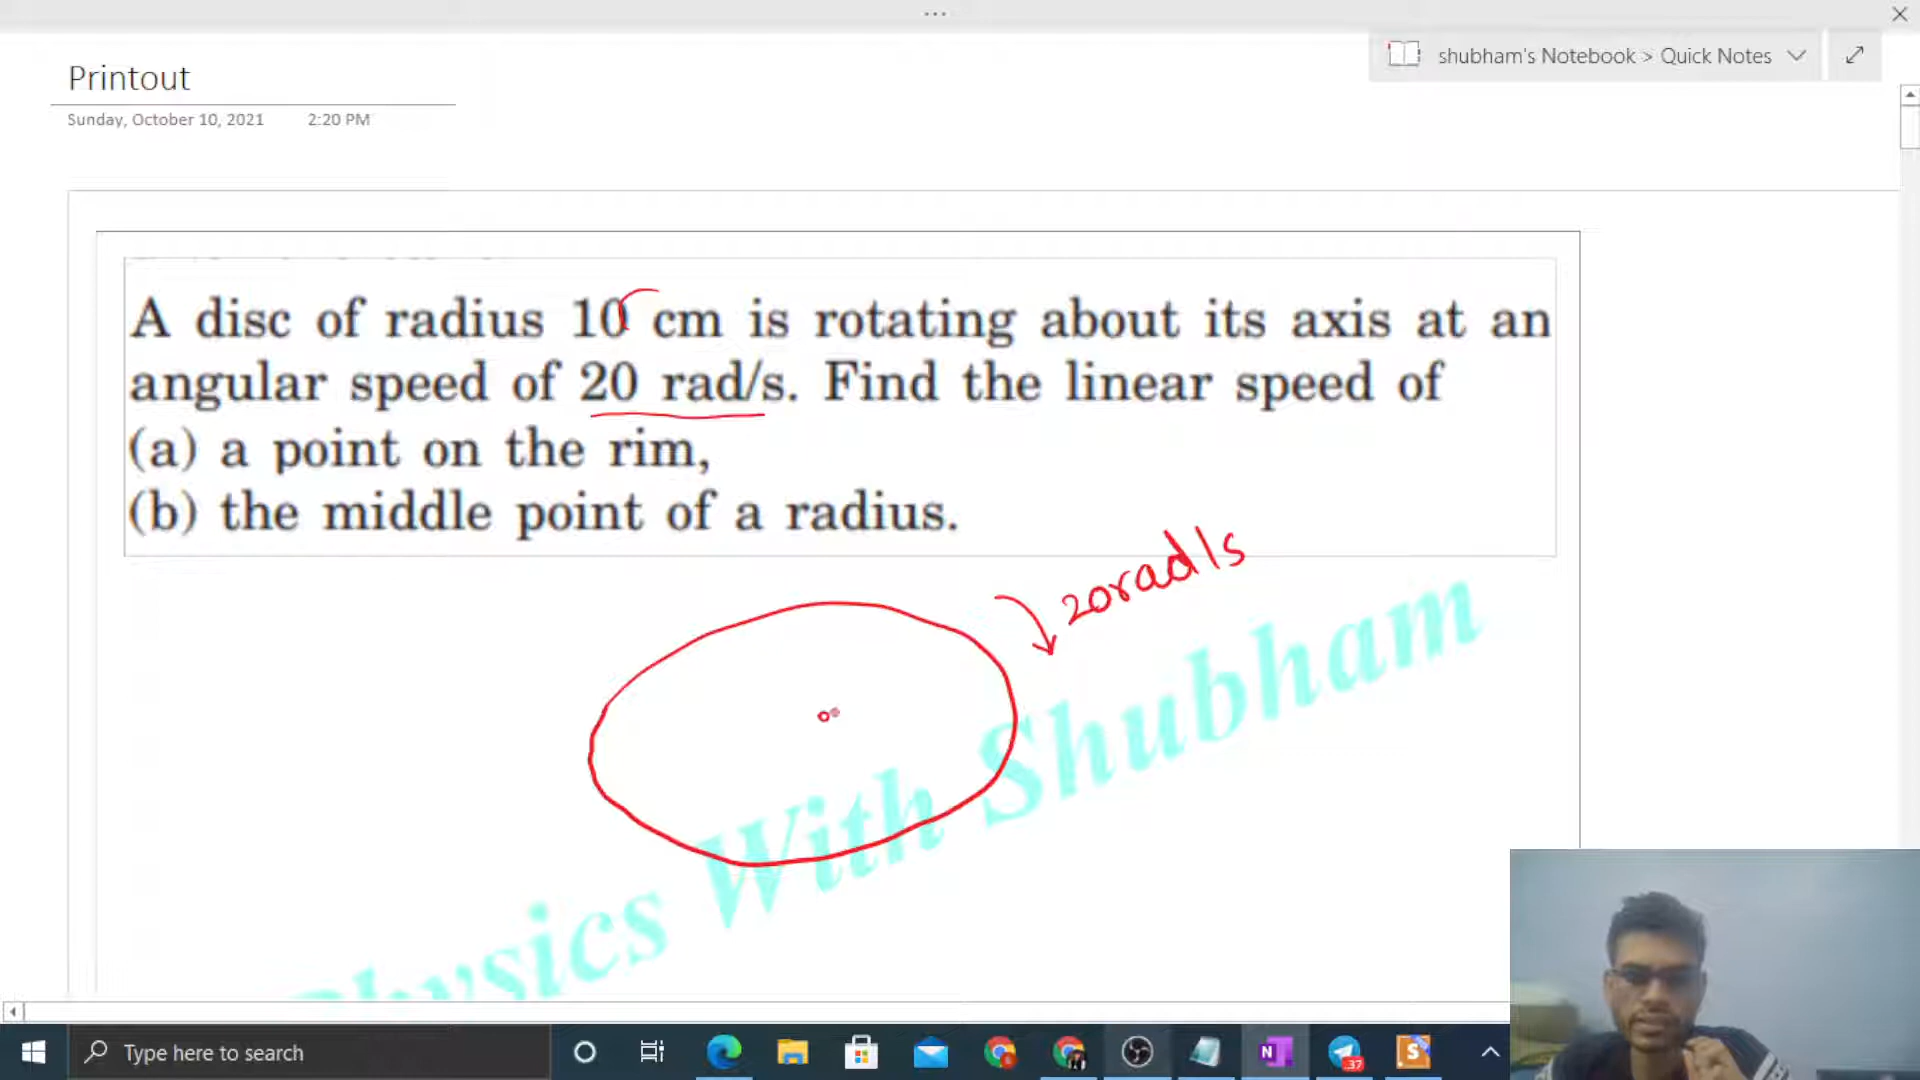 ...
shubham's Notebook > Quick Notes
Printout
Sunday, October 10, 2021 2:20 PM
A disc of radius 10 cm is rotating about its axis at an
angular speed of 20 rad/s. Find the linear speed of
(a) a point on the rim,
(b) the middle point of a radius.
20rad/s
Physics With Shubham
Type here to search
N
37
S